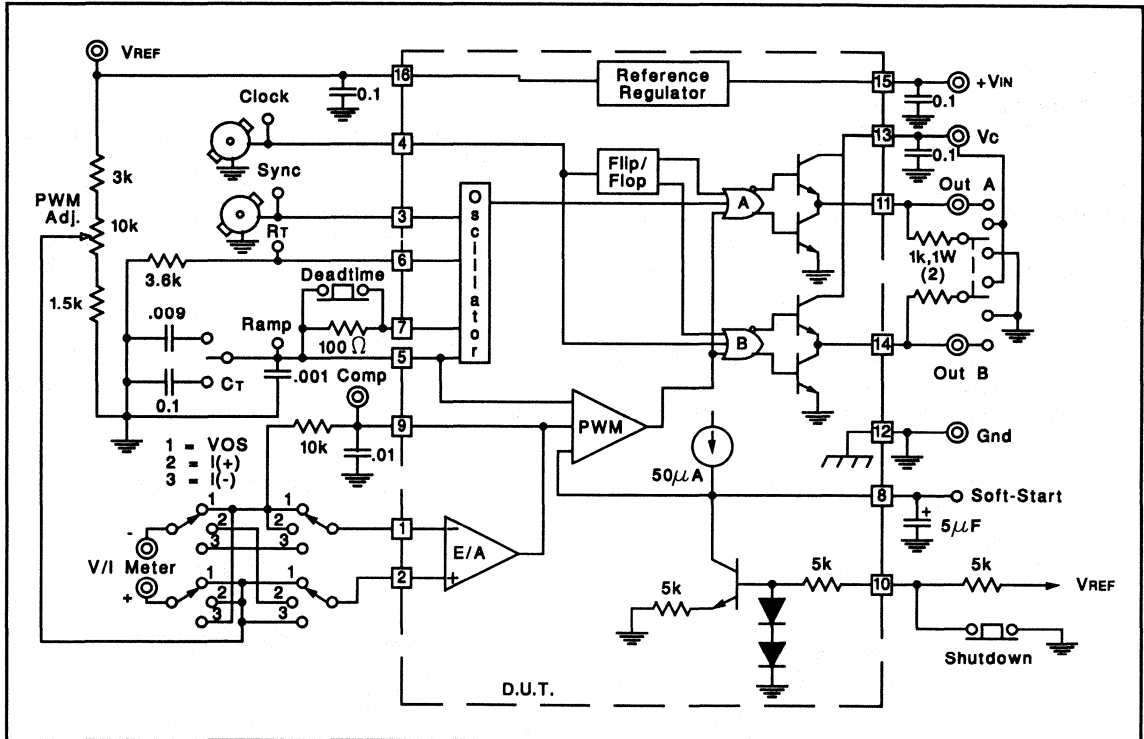 VREF
16
Reference
Regulator
15
+VIN
0.1
0.1
Clock
3k
4
13
Vc
0.1
Sync
Flip/
Flop
PWM
Adj.
10k
3
Oscillator
A
11
Out A
RT
6
3.6k
1k,1W
(2)
1.5k
Deadtime
7
.009
Ramp
100 Ω
B
14
Out B
5
CT
.001
Comp
0.1
9
PWM
12
Gnd
10k
.01
1 = VOS
2 = I(+)
3 = I(-)
50μA
8
Soft-Start
+
5μF
1
1
2
2
3
3
-
V/I Meter
+
1
1
2
2
3
3
1
-
E/A
2
+
5k
5k
10
5k
VREF
Shutdown
D.U.T.